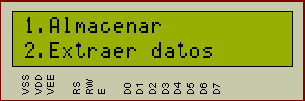 1.Almacenar
2.Extraer datos
VSS VDD VEE RS RW E D0 D1 D2 D3 D4 D5 D6 D7